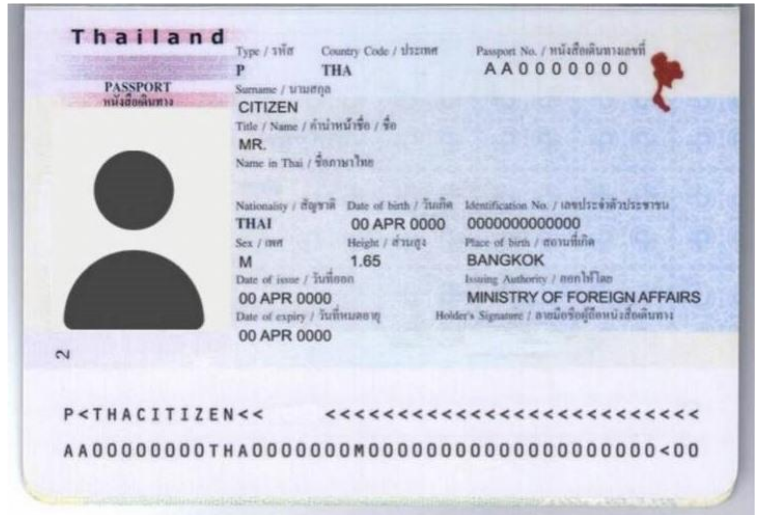 Thailand
PASSPORT
หนังสือเดินทาง
Type / รหัส Country Code / ประเทศ Passport No. / หนังสือเดินทางเลขที่
P THA AA0000000
Surname / นามสกุล
CITIZEN
Title / Name / คำนำหน้าชื่อ / ชื่อ
MR.
Name in Thai / ชื่อภาษาไทย
Nationality / สัญชาติ Date of birth / วันเกิด Identification No. / เลขประจำตัวประชาชน
THAI 00 APR 0000 0000000000000
Sex / เพศ Height / ส่วนสูง Place of birth / สถานที่เกิด
M 1.65 BANGKOK
Date of issue / วันที่ออก Issuing Authority / ออกให้โดย
00 APR 0000 MINISTRY OF FOREIGN AFFAIRS
Date of expiry / วันที่หมดอายุ Holder's Signature / ลายมือชื่อผู้ถือหนังสือเดินทาง
00 APR 0000
2
P<THACITIZEN<< <<<<<<<<<<<<<<<<<<<<<<<<<<
AA00000000THA0000000M00000000000000000000<00